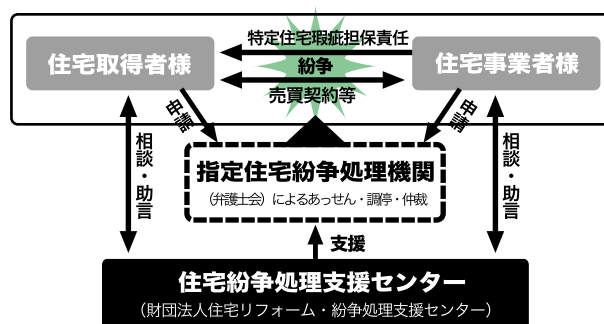 特定住宅瑕疵担保責任
住宅取得者様
紛争
住宅事業者様
売買契約等
申請
申請
相談・助言
指定住宅紛争処理機関
（弁護士会）によるあっせん・調停・仲裁
相談・助言
支援
住宅紛争処理支援センター
（財団法人住宅リフォーム・紛争処理支援センター）